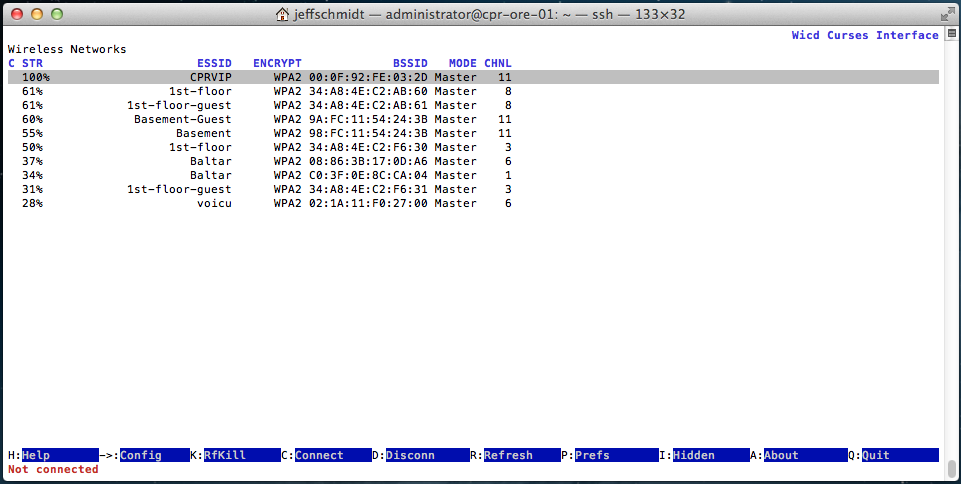 jeffschmidt — administrator@cpr-ore-01: ~ — ssh — 133×32
Wicd Curses Interface
Wireless Networks
C STR ESSID ENCRYPT BSSID MODE CHNL
100% CPRVIP WPA2 00:0F:92:FE:03:2D Master 11
61% 1st-floor WPA2 34:A8:4E:C2:AB:60 Master 8
61% 1st-floor-guest WPA2 34:A8:4E:C2:AB:61 Master 8
60% Basement-Guest WPA2 9A:FC:11:54:24:3B Master 11
55% Basement WPA2 98:FC:11:54:24:3B Master 11
50% 1st-floor WPA2 34:A8:4E:C2:F6:30 Master 3
37% Baltar WPA2 08:86:3B:17:0D:A6 Master 6
34% Baltar WPA2 C0:3F:0E:8C:CA:04 Master 1
31% 1st-floor-guest WPA2 34:A8:4E:C2:F6:31 Master 3
28% voicu WPA2 02:1A:11:F0:27:00 Master 6
H:Help ->:Config K:RfKill C:Connect D:Disconn R:Refresh P:Prefs I:Hidden A:About Q:Quit
Not connected